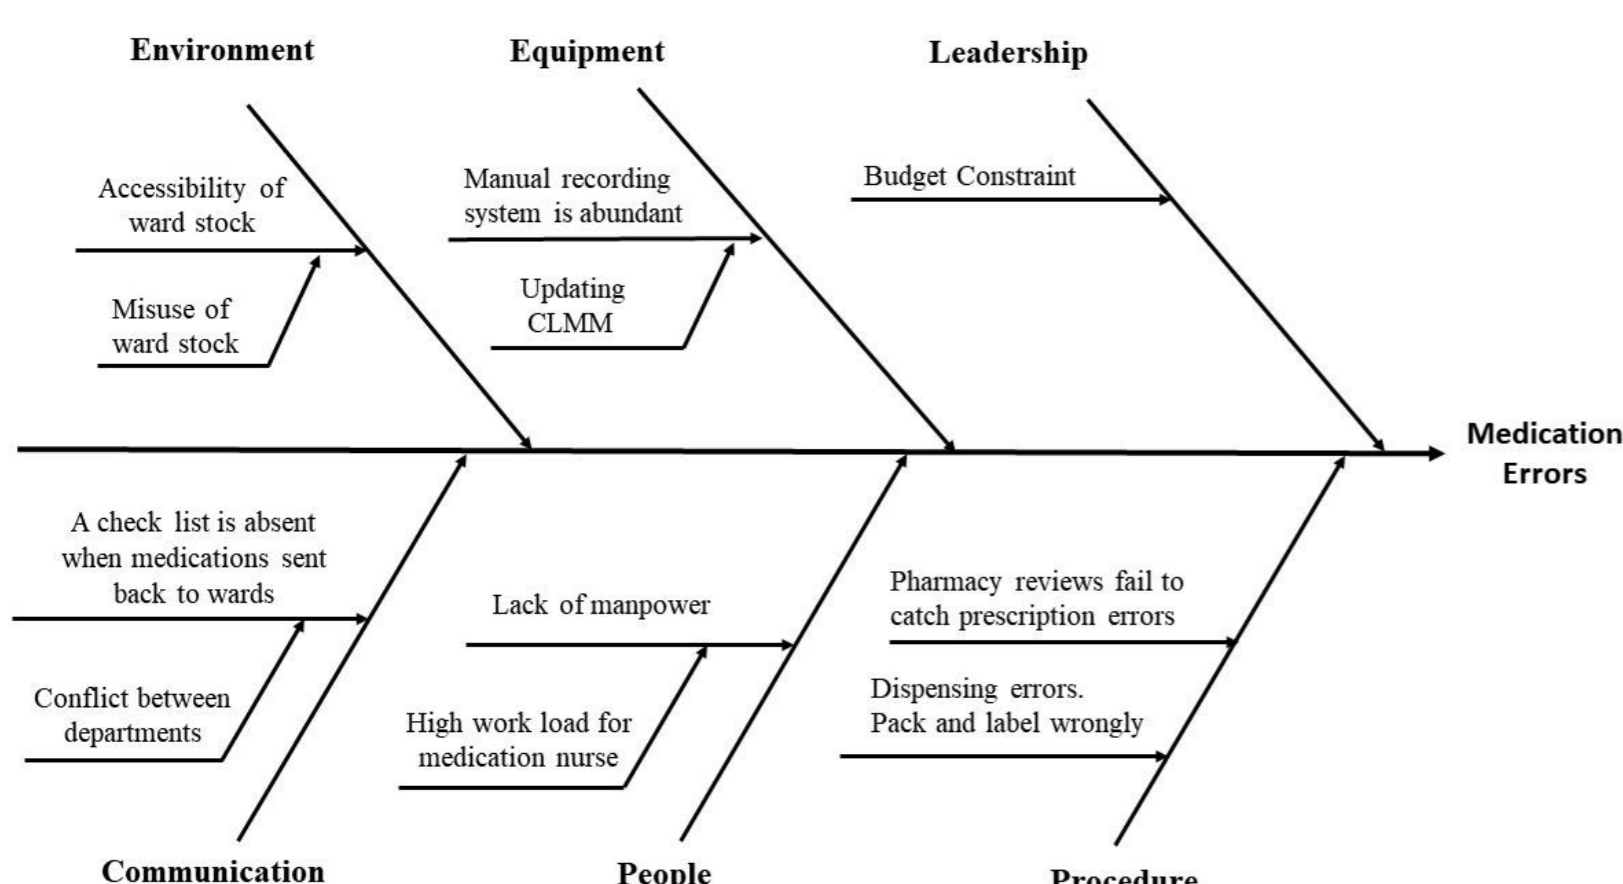 Environment
Equipment
Leadership
Accessibility of
ward stock
Misuse of
ward stock
Manual recording
system is abundant
Updating
CLMM
Budget Constraint
Medication
Errors
A check list is absent
when medications sent
back to wards
Conflict between
departments
Lack of manpower
High work load for
medication nurse
Pharmacy reviews fail to
catch prescription errors
Dispensing errors.
Pack and label wrongly
Communication
People
Procedure